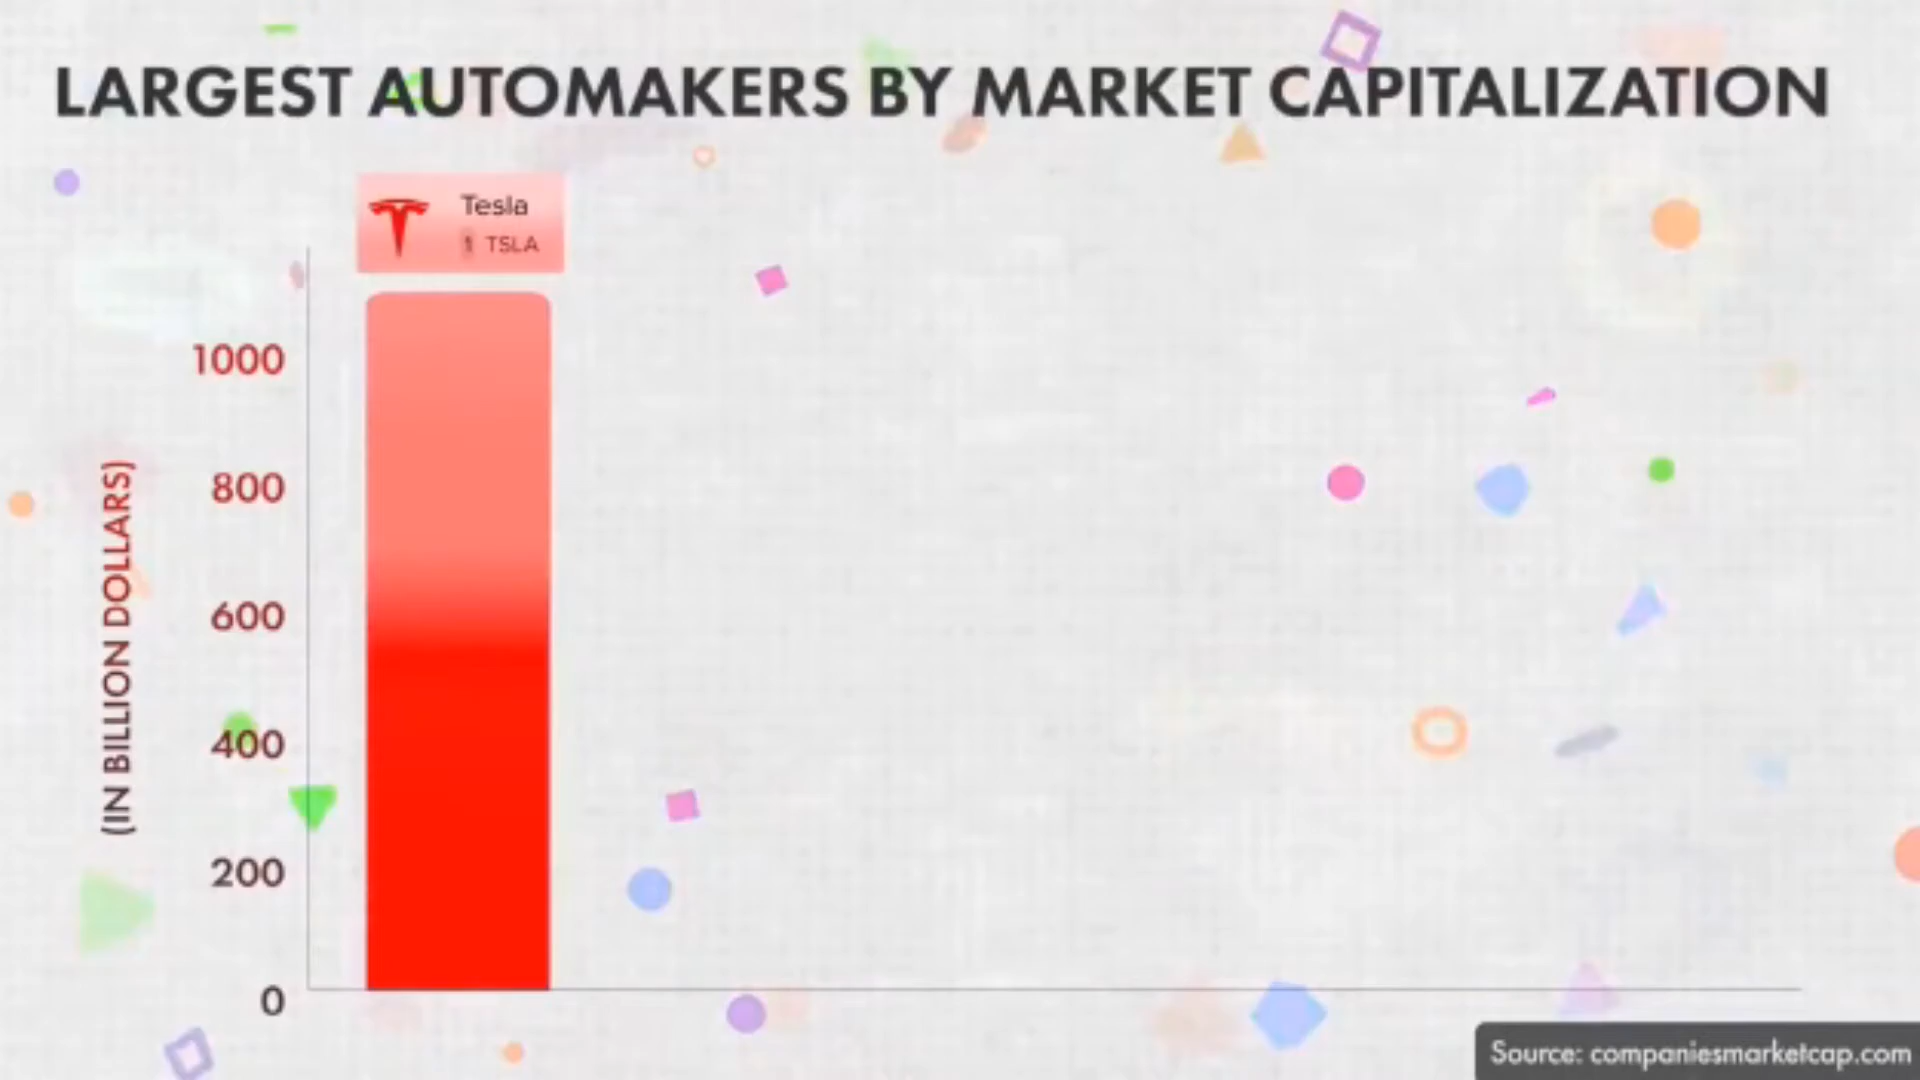 LARGEST AUTOMAKERS BY MARKET CAPITALIZATION
Tesla
1 TSLA
1000
800
600
400
200
0
(IN BILLION DOLLARS)
Source: companiesmarketcap.com